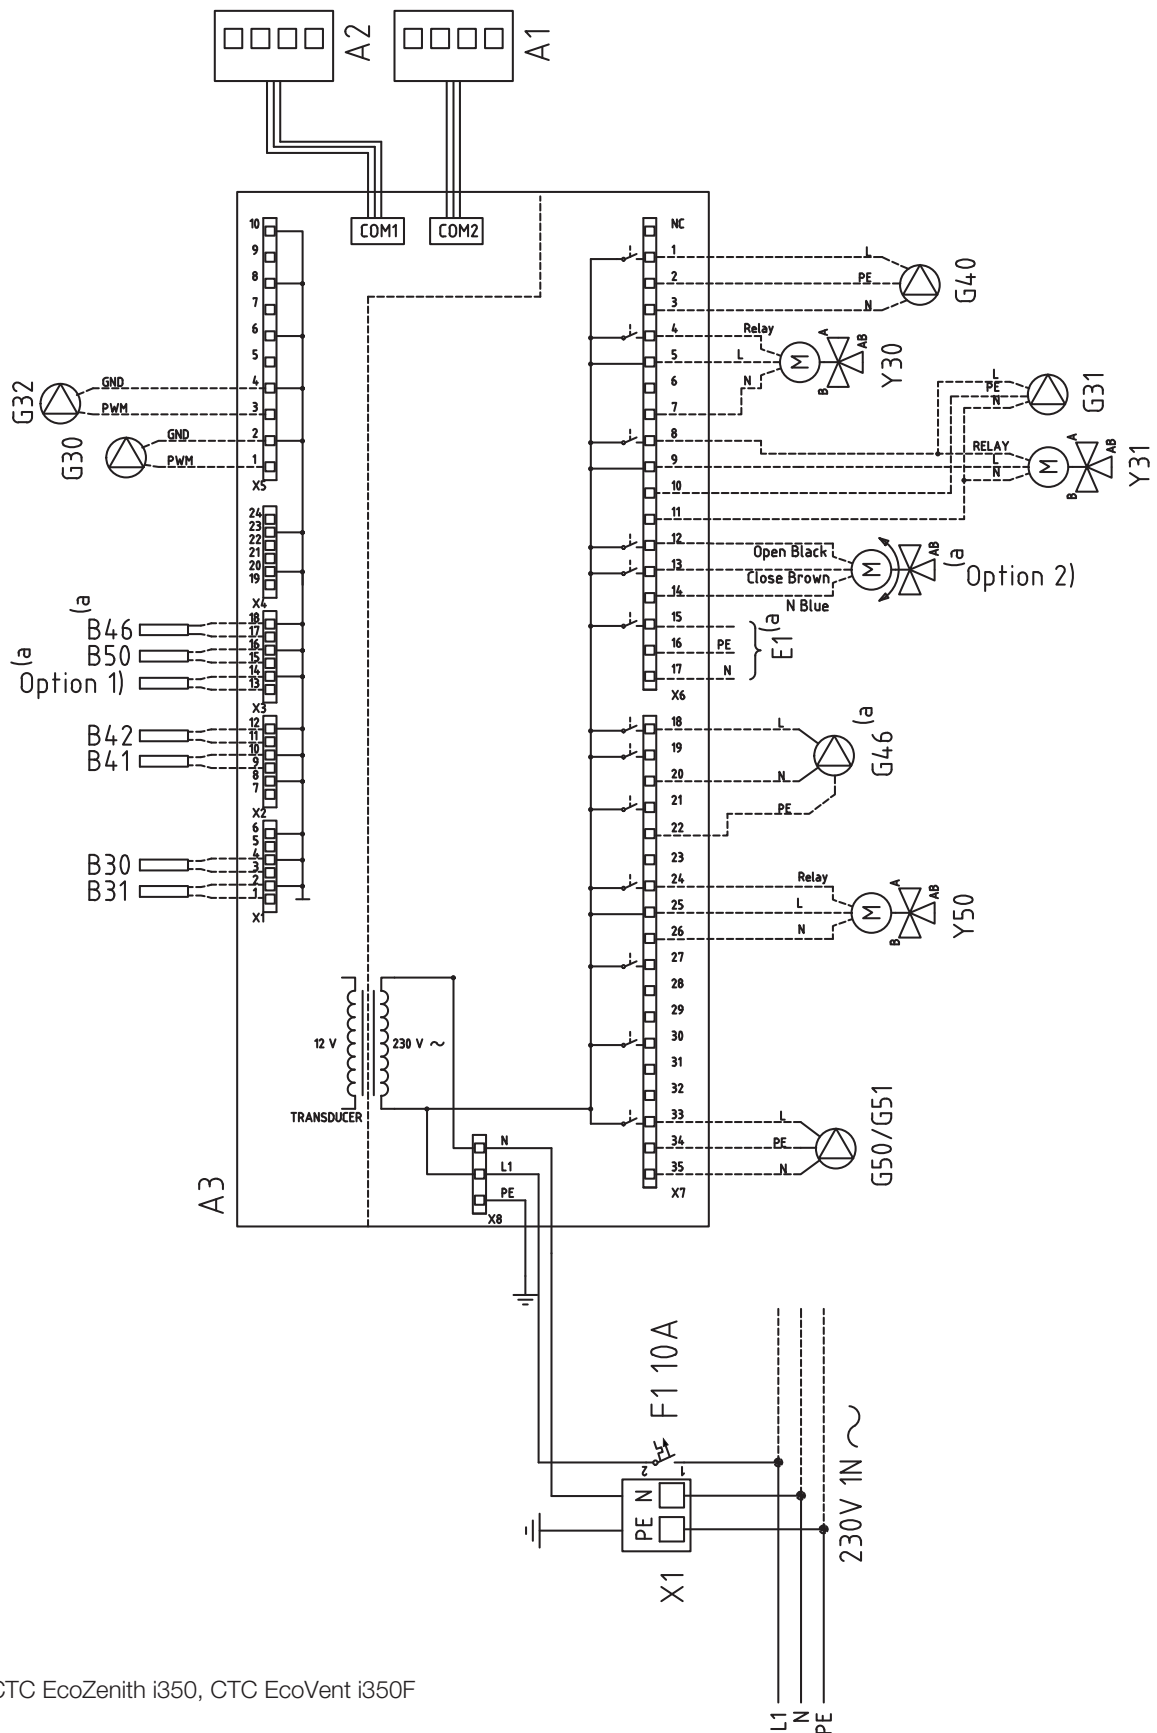 A2
A1
COM1
COM2
10
9
8
7
6
5
4
3
2
1
X5
GND
PWM
G32
GND
PWM
G30
24
23
22
21
20
19
X4
18
17
16
15
14
13
X3
(a
B46
B50
(a
Option 1)
12
11
10
9
8
7
X2
B42
B41
6
5
4
3
2
1
X1
B30
B31
NC
1
2
3
4
5
6
7
8
9
10
11
12
13
14
15
16
17
X6
L
PE
N
G40
Relay
L
N
M
A
AB
B
Y30
L
PE
N
G31
RELAY
L
N
M
A
AB
B
Y31
Open Black
Close Brown
N Blue
M
AB
(a
Option 2)
PE
N
E1 (a
18
19
20
21
22
23
24
25
26
27
28
29
30
31
32
33
34
35
X7
L
N
PE
G46 (a
Relay
L
N
M
A
AB
B
Y50
L
PE
N
G50/G51
12 V
230 V ~
TRANSDUCER
N
L1
PE
X8
A3
F1 10A
2
1
N
PE
X1
230V 1N ~
L1
N
PE
CTC EcoZenith i350, CTC EcoVent i350F